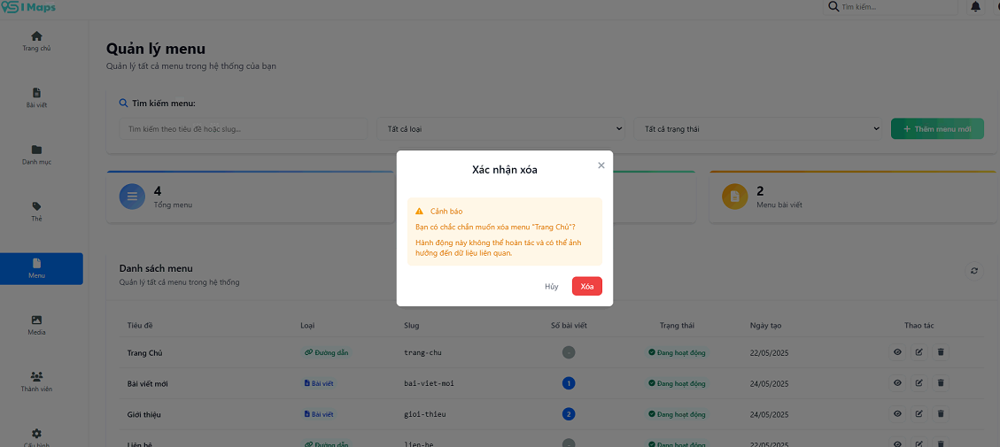 S I Maps
Tìm kiếm...
Trang chủ
Bài viết
Danh mục
Thẻ
Menu
Media
Thành viên
Cấu hình
Quản lý menu
Quản lý tất cả menu trong hệ thống của bạn
Tìm kiếm menu:
Tìm kiếm theo tiêu đề hoặc slug...
Tất cả loại
Tất cả trạng thái
+ Thêm menu mới
4
Tổng menu
2
Menu bài viết
Xác nhận xóa
Cảnh báo
Bạn có chắc chắn muốn xóa menu "Trang Chủ"?
Hành động này không thể hoàn tác và có thể ảnh
hưởng đến dữ liệu liên quan.
Hủy
Xóa
Danh sách menu
Quản lý tất cả menu trong hệ thống
Tiêu đề Loại Slug Số bài viết Trạng thái Ngày tạo Thao tác
Trang Chủ Đường dẫn trang-chu - Đang hoạt động 22/05/2025
Bài viết mới Bài viết bai-viet-moi 1 Đang hoạt động 24/05/2025
Giới thiệu Bài viết gioi-thieu 2 Đang hoạt động 24/05/2025
Liên hệ Đường dẫn lien-he - Đang hoạt động 22/05/2025